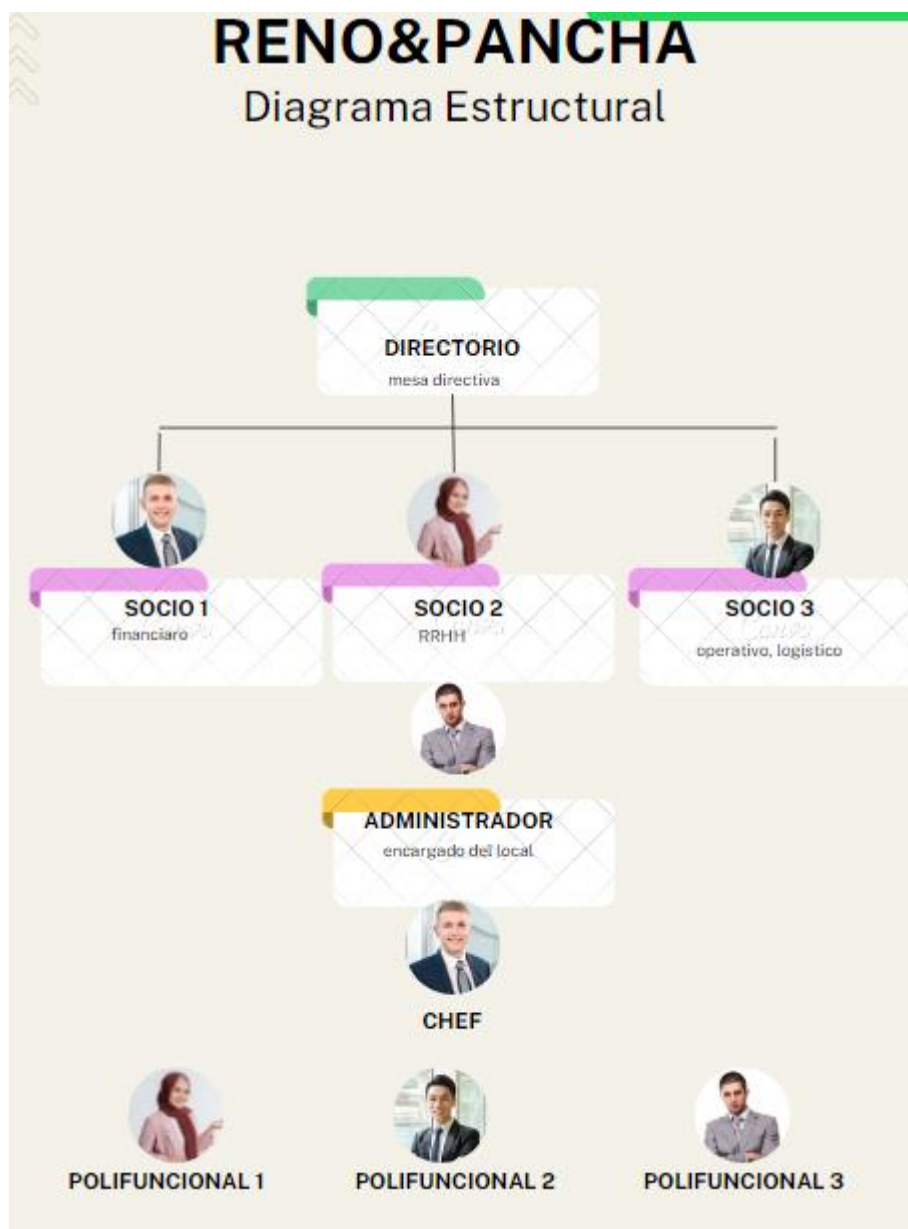 RENO&PANCHA
Diagrama Estructural
DIRECTORIO
mesa directiva
SOCIO 1
financiaro
SOCIO 2
RRHH
SOCIO 3
operativo, logistico
ADMINISTRADOR
encargado del local
CHEF
POLIFUNCIONAL 1
POLIFUNCIONAL 2
POLIFUNCIONAL 3